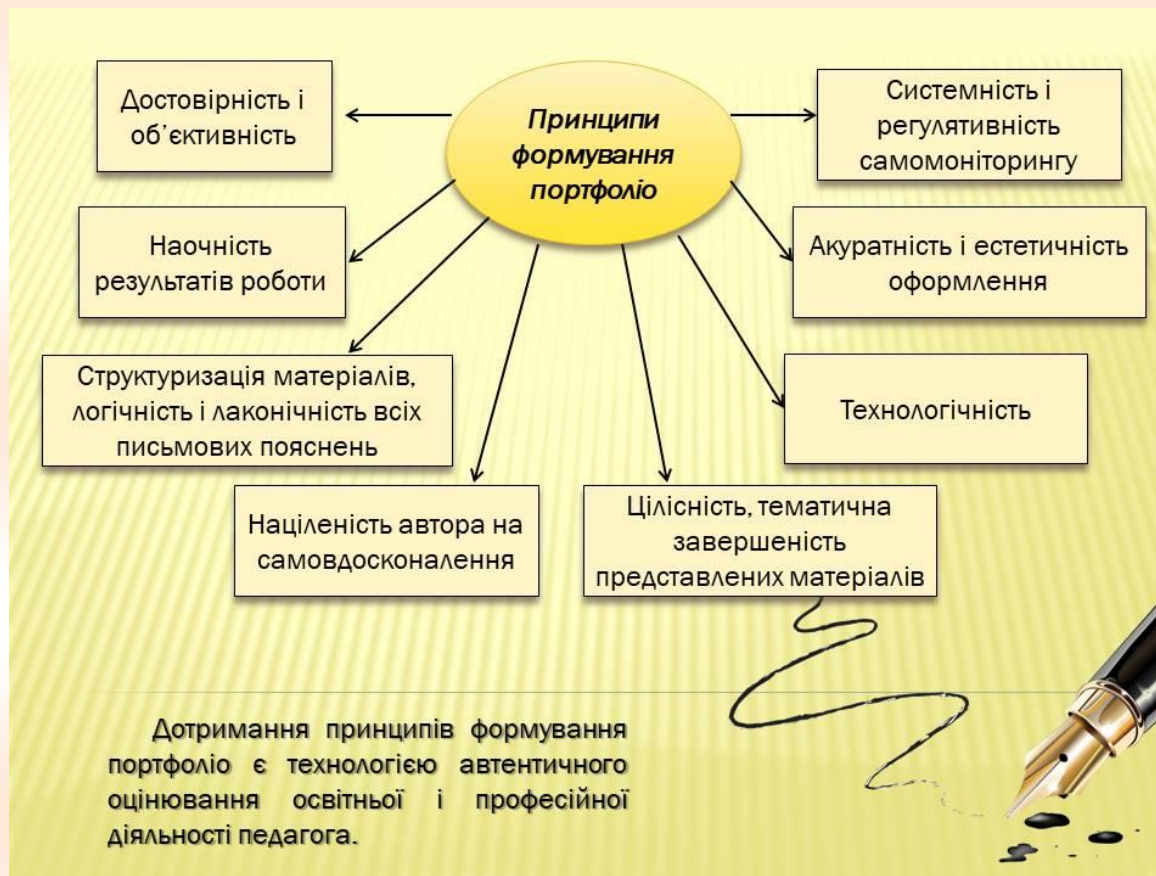 Принципи
формування
портфоліо
Достовірність і
об’єктивність
Системність і
регулятивність
самомоніторингу
Наочність
результатів роботи
Акуратність і естетичність
оформлення
Структуризація матеріалів,
логічність і лаконічність всіх
письмових пояснень
Технологічність
Націленість автора на
самовдосконалення
Цілісність, тематична
завершеність
представлених матеріалів
Дотримання принципів формування
портфоліо є технологією автентичного
оцінювання освітньої і професійної
діяльності педагога.